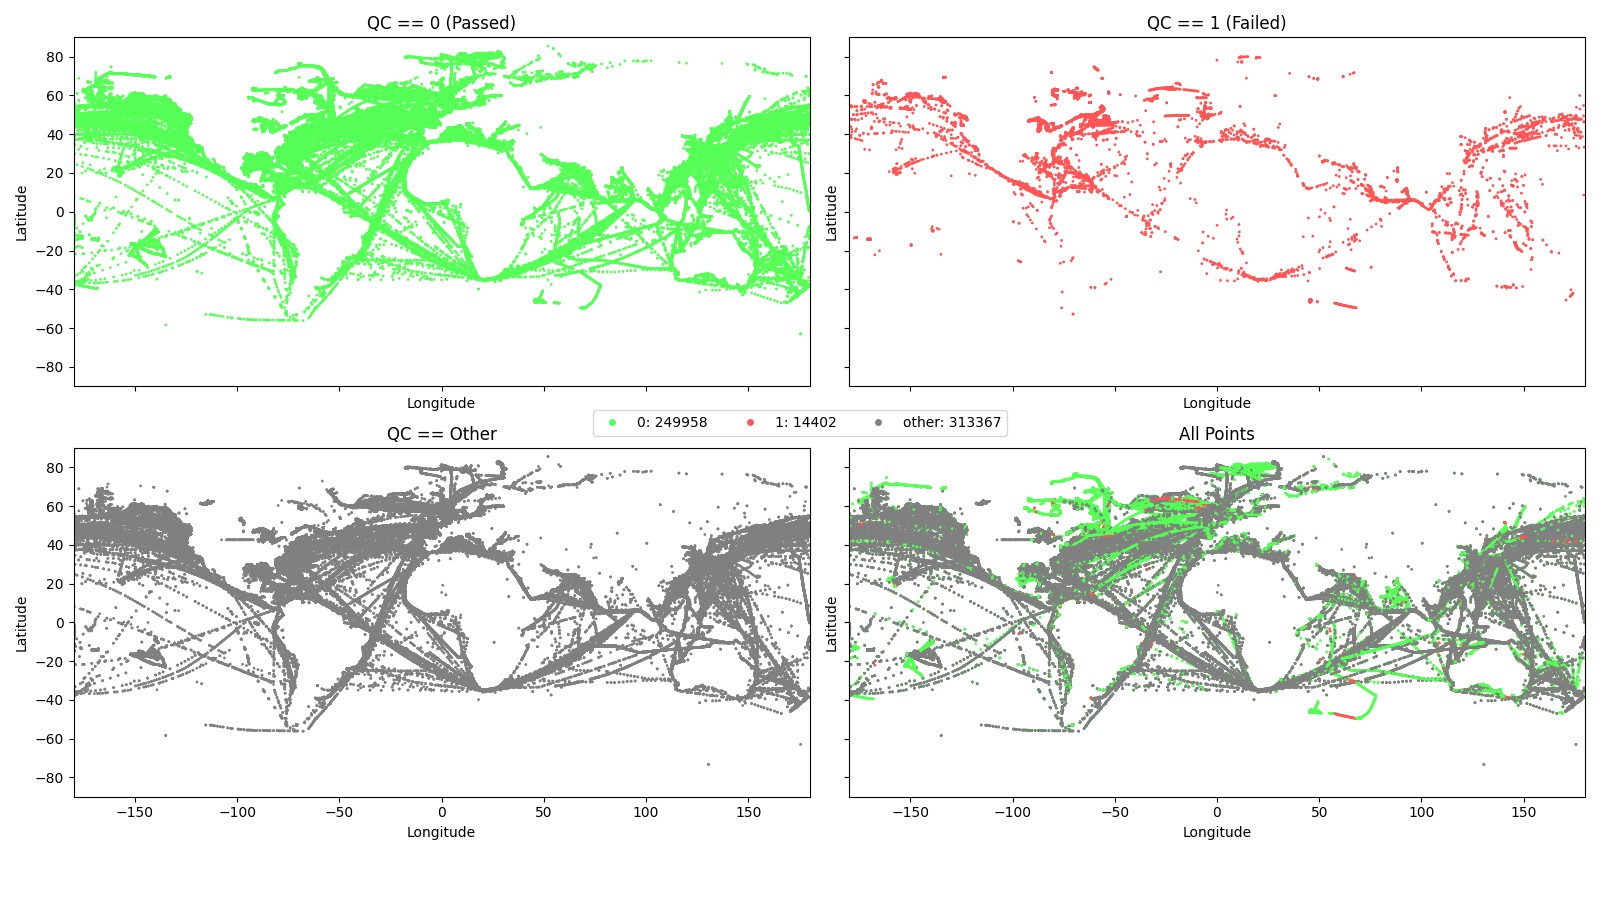 QC == 0 (Passed)
QC == 1 (Failed)
80
60
40
20
0
−20
−40
−60
−80
Latitude
Latitude
Longitude
Longitude
0: 249958
1: 14402
other: 313367
QC == Other
All Points
80
60
40
20
0
−20
−40
−60
−80
Latitude
Latitude
−150
−100
−50
0
50
100
150
−150
−100
−50
0
50
100
150
Longitude
Longitude